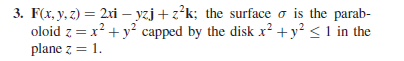 3. F(x, y, z) = 2xi − yzj + z²k; the surface σ is the parab-
oloid z = x² + y² capped by the disk x² + y² ≤ 1 in the
plane z = 1.